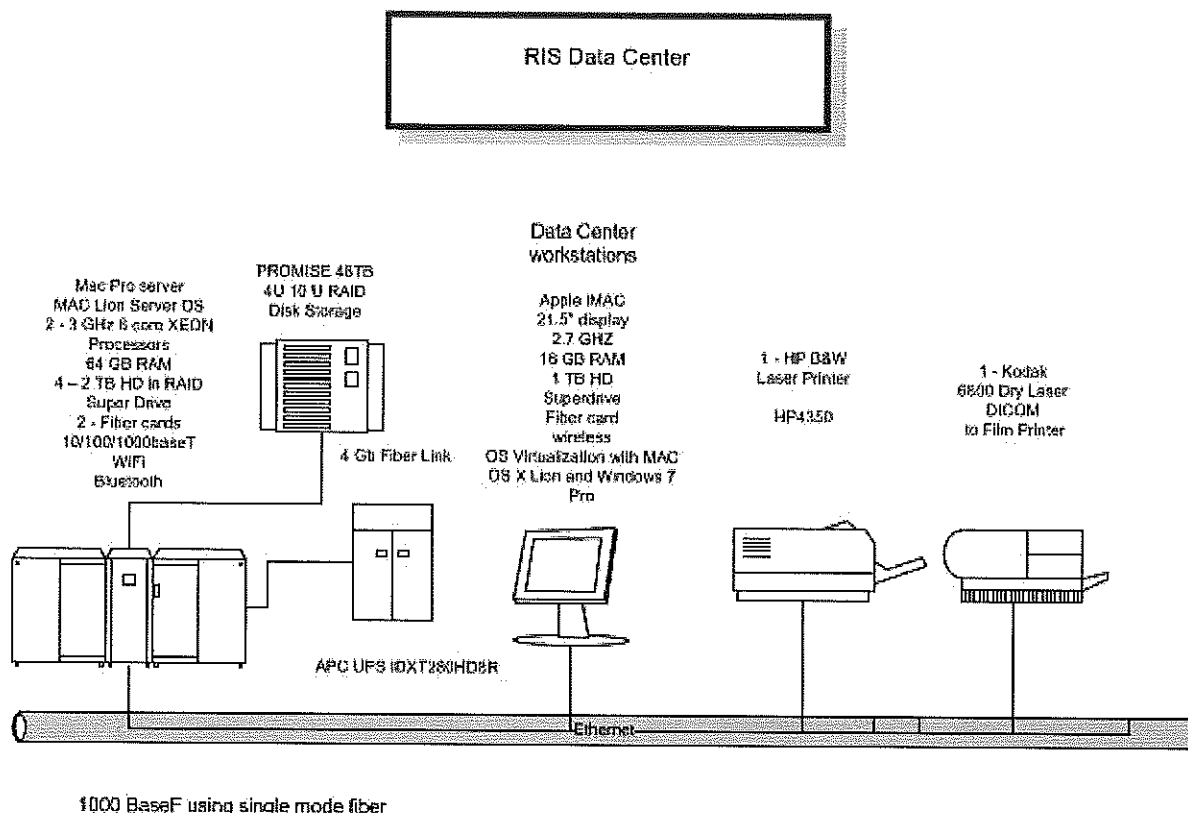 RIS Data Center
Data Center
workstations
Mac Pro server
MAC Lion Server OS
2 - 3 GHz 6 core XEON
Processors
64 GB RAM
4 – 2 TB HD in RAID
Super Drive
2 - Fiber cards
10/100/1000baseT
WiFi
Bluetooth
PROMISE 48TB
4U 10 U RAID
Disk Storage
4 Gb Fiber Link
Apple IMAC
21.5" display
2.7 GHZ
16 GB RAM
1 TB HD
Superdrive
Fiber card
wireless
OS Virtualization with MAC
OS X Lion and Windows 7
Pro
1 - HP B&W
Laser Printer
HP4350
1 - Kodak
6800 Dry Laser
DICOM
to Film Printer
APC UPS
Ethernet
1000 BaseF using single mode fiber